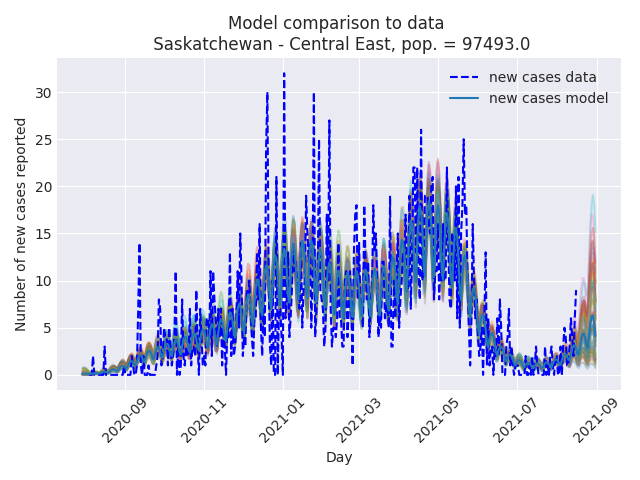 Model comparison to data
Saskatchewan - Central East, pop. = 97493.0
new cases data
new cases model
Number of new cases reported
30
25
20
15
10
5
0
2020-09
2020-11
2021-01
2021-03
2021-05
2021-07
2021-09
Day